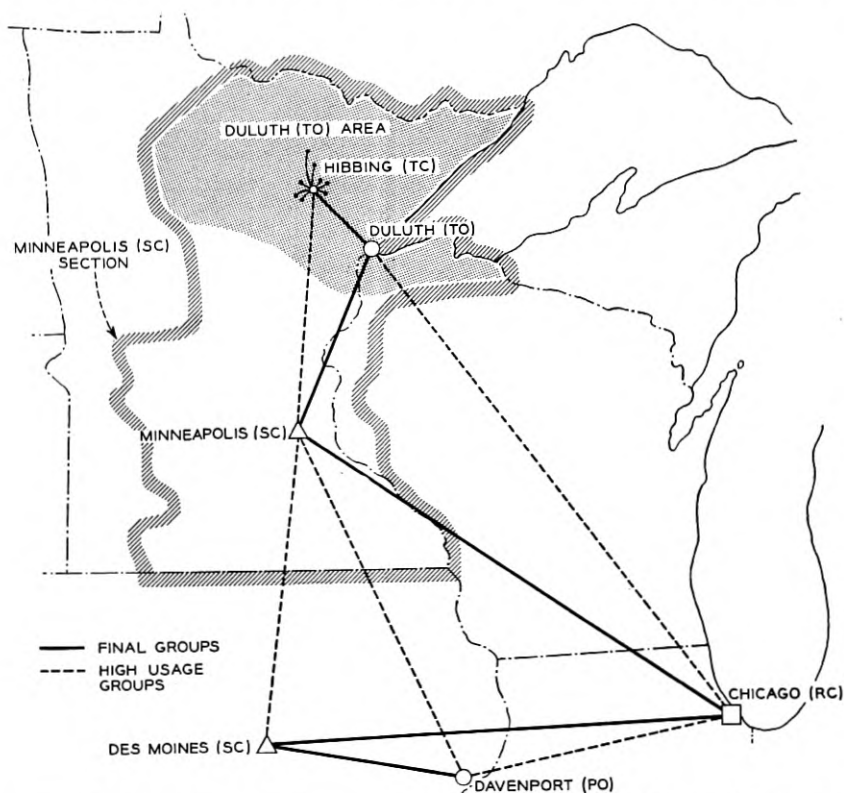 DULUTH (TO) AREA
HIBBING (TC)
DULUTH (TO)
MINNEAPOLIS (SC)
SECTION
MINNEAPOLIS (SC)
FINAL GROUPS
HIGH USAGE
GROUPS
CHICAGO (RC)
DES MOINES (SC)
DAVENPORT (PO)